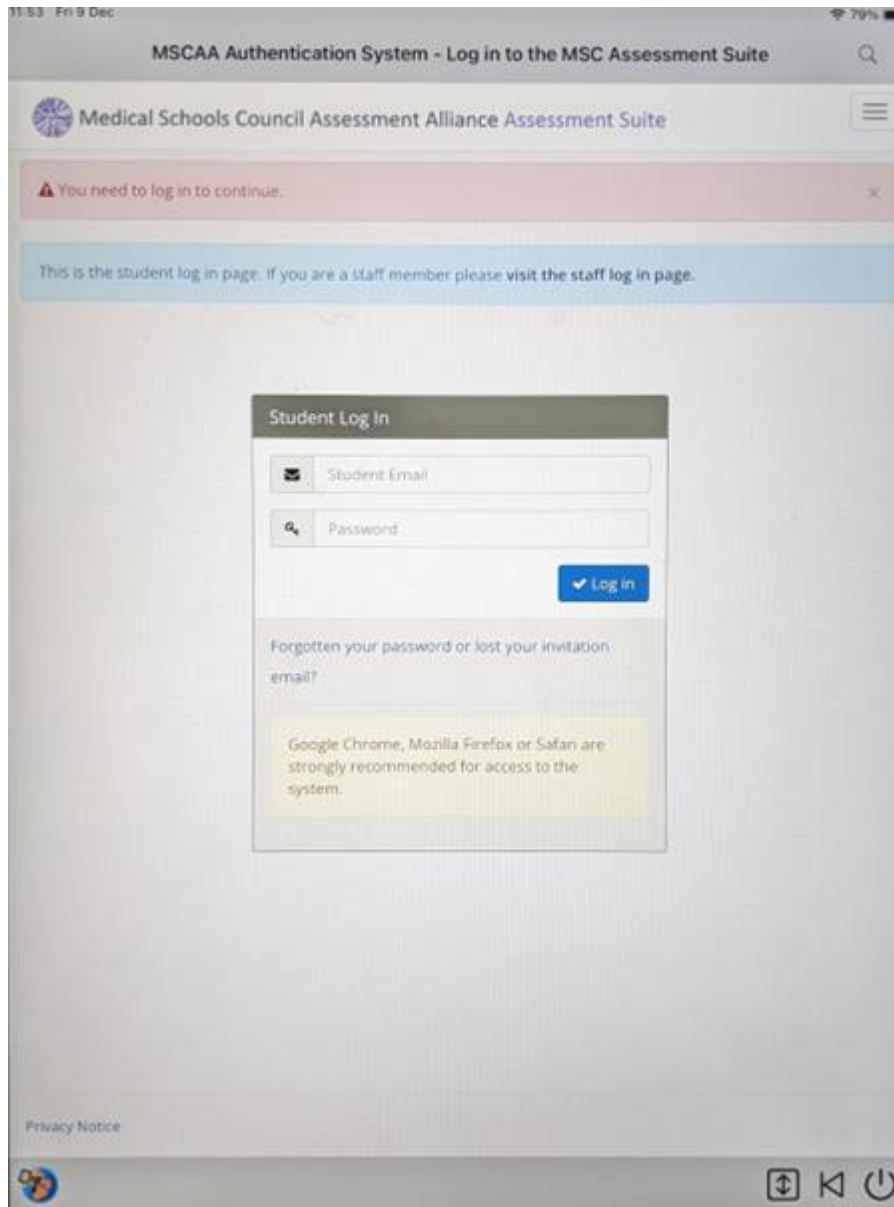 11:53 Fri 9 Dec
79%
MSCAA Authentication System - Log in to the MSC Assessment Suite
Medical Schools Council Assessment Alliance Assessment Suite
You need to log in to continue.
This is the student log in page. If you are a staff member please visit the staff log in page.
Student Log In
Student Email
Password
Log in
Forgotten your password or lost your invitation
email?
Google Chrome, Mozilla Firefox or Safari are
strongly recommended for access to the
system.
Privacy Notice